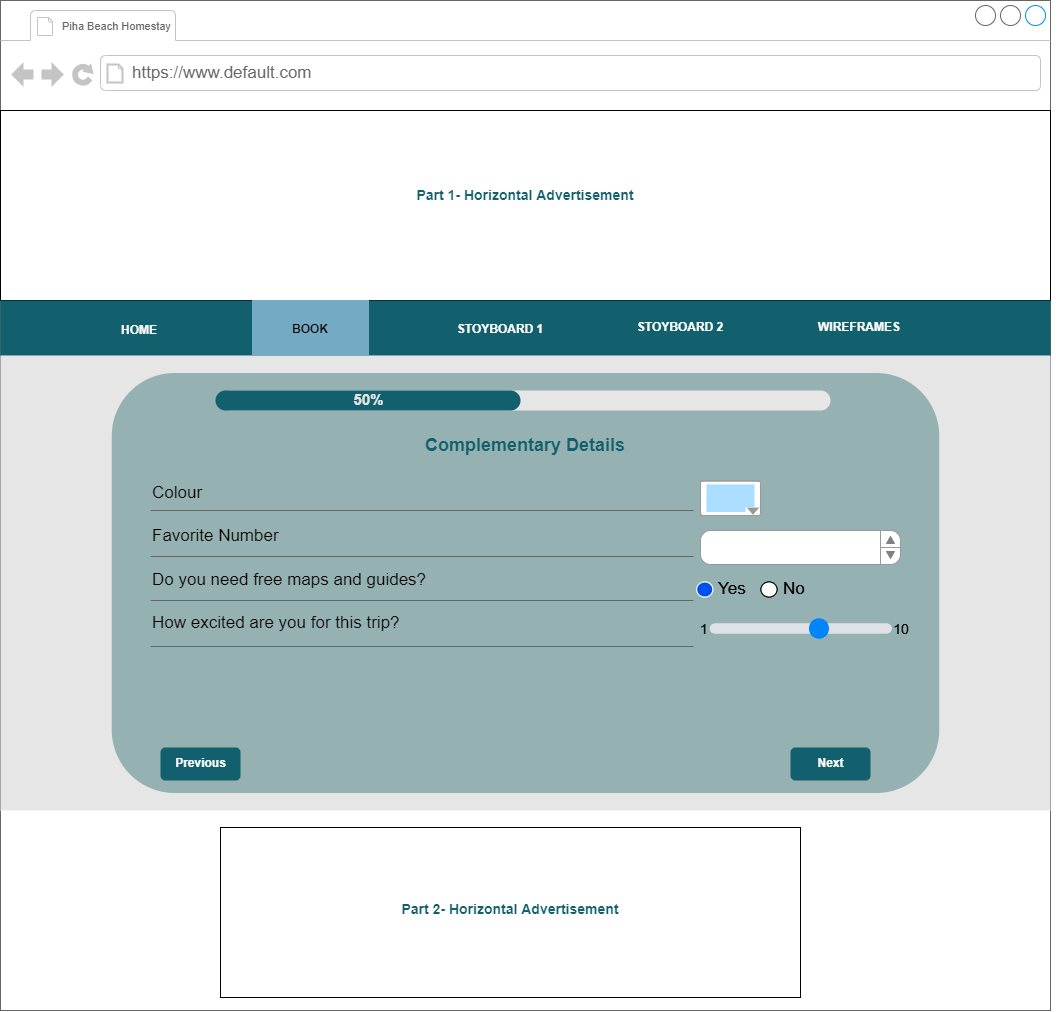 Piha Beach Homestay
https://www.default.com
Part 1- Horizontal Advertisement
HOME BOOK STOYBOARD 1 STOYBOARD 2 WIREFRAMES
50%
Complementary Details
Colour
Favorite Number
Do you need free maps and guides? Yes No
How excited are you for this trip? 1 10
Previous Next
Part 2- Horizontal Advertisement